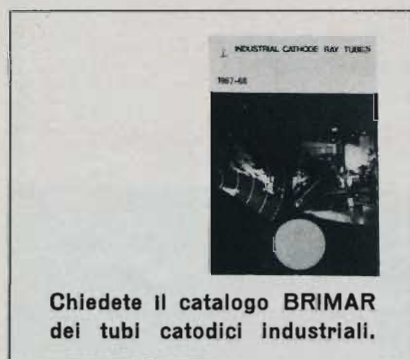 INDUSTRIAL CATHODE RAY TUBES
1967-68
Chiedete il catalogo BRIMAR
dei tubi catodici industriali.